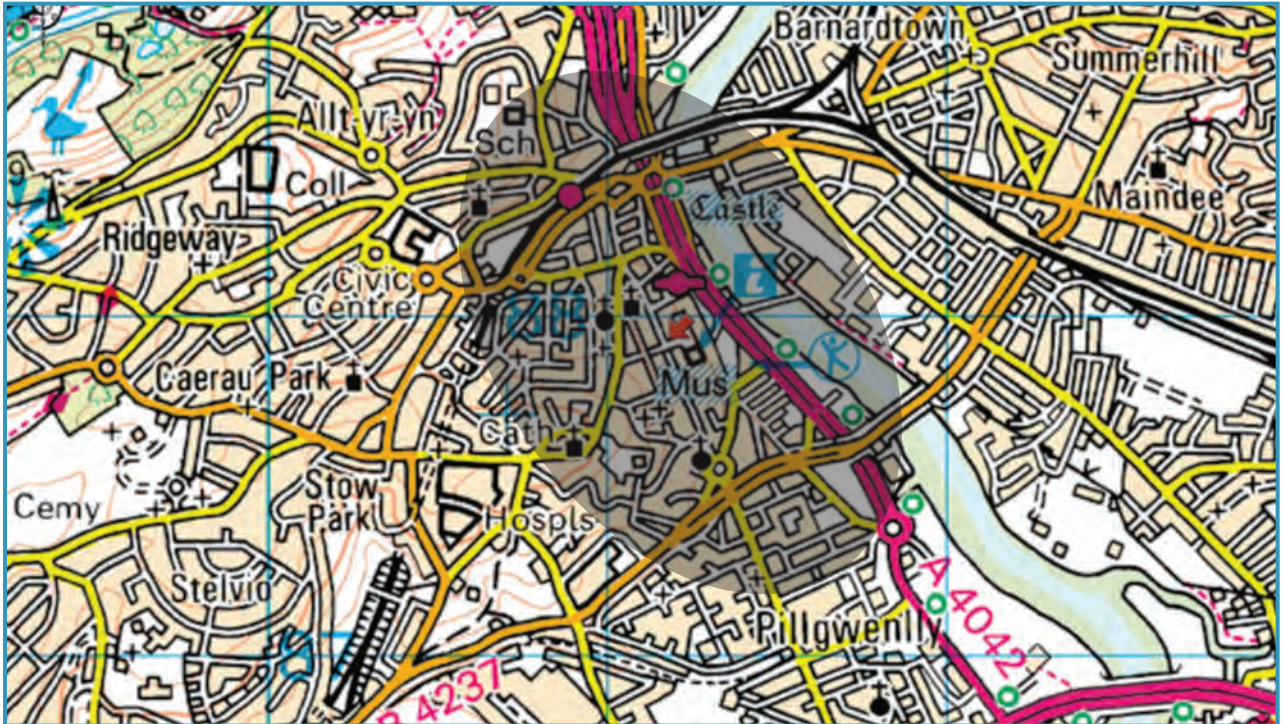 Barnardtown
Summerhill
Allt-yr-yn
Sch
Coll
Castle
Maindee
Ridgeway
Civic
Centre
i
Caerau Park
Mus
Cath
Stow
Park
Cemy
Hospls
Stelvio
Pillgwenlly
A 4042
B 4237